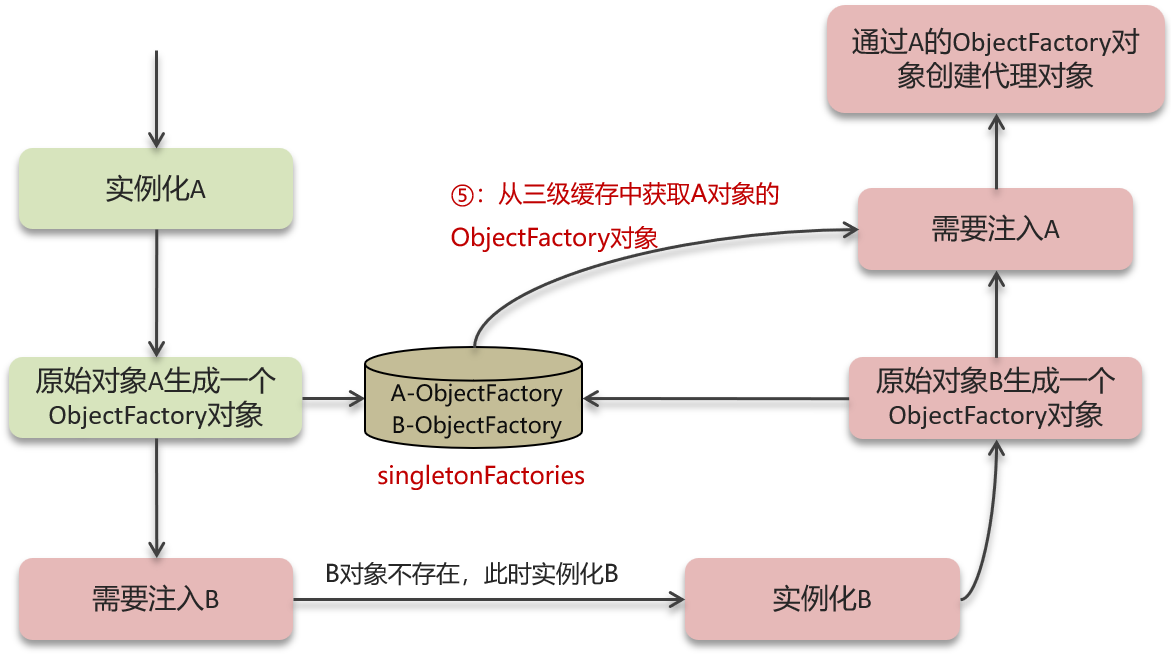 通过A的ObjectFactory对
象创建代理对象
实例化A
⑤：从三级缓存中获取A对象的
ObjectFactory对象
需要注入A
原始对象A生成一个
ObjectFactory对象
A-ObjectFactory
B-ObjectFactory
原始对象B生成一个
ObjectFactory对象
singletonFactories
需要注入B
B对象不存在，此时实例化B
实例化B